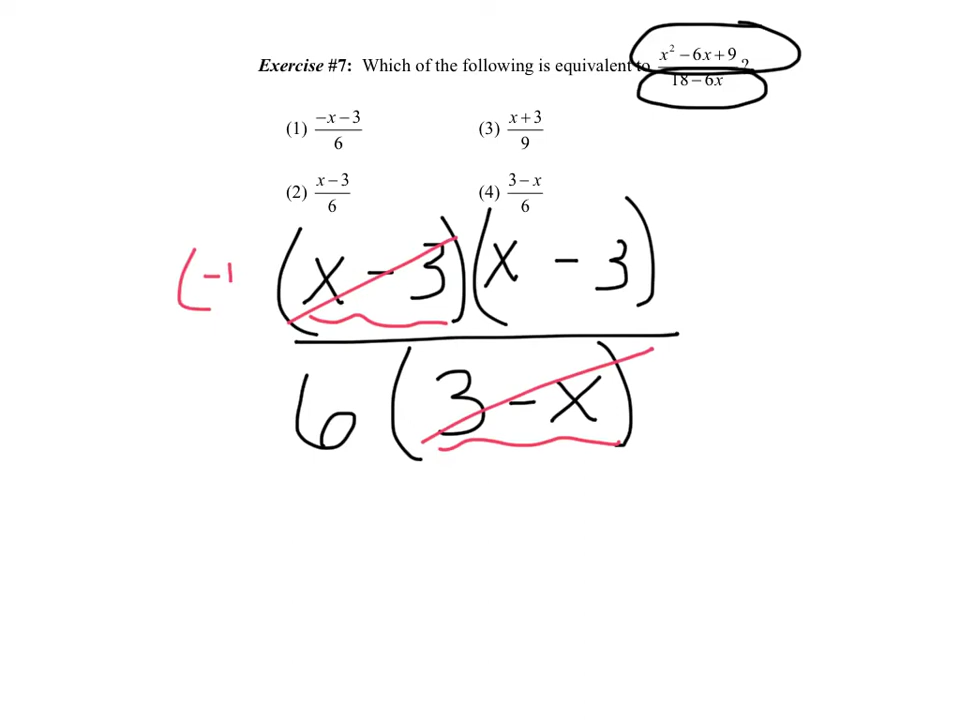 Exercise #7: Which of the following is equivalent to (x² − 6x + 9)/(18 − 6x) ?
(1) (−x − 3)/6 (3) (x + 3)/9
(2) (x − 3)/6 (4) (3 − x)/6
(−1 (x − 3)(x − 3)
6 (3 − x)